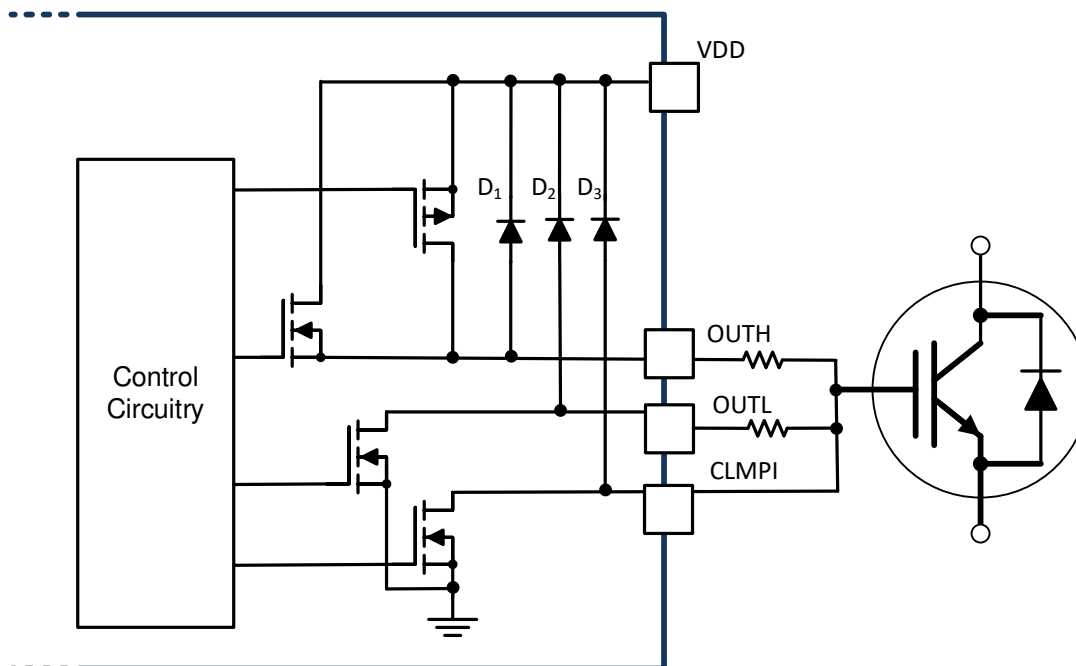 VDD
D₁
D₂
D₃
OUTH
Control
Circuitry
OUTL
CLMPI